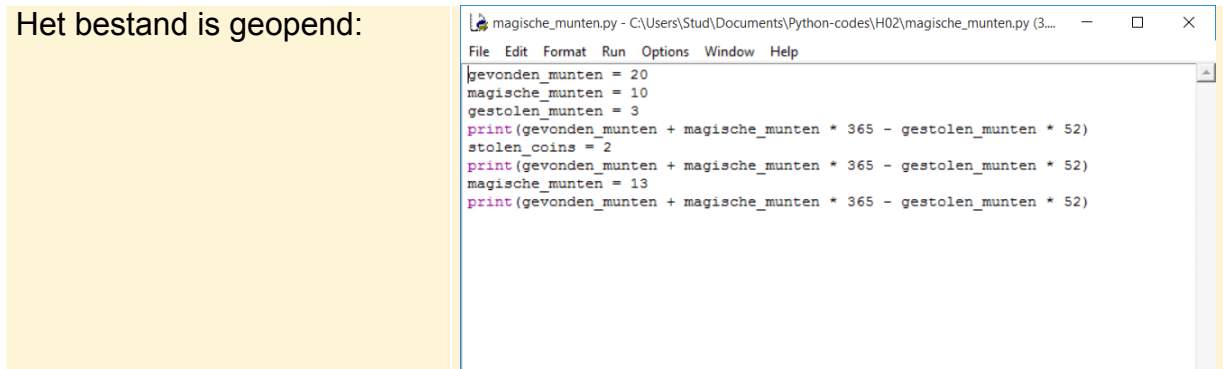 Het bestand is geopend:
magische_munten.py - C:\Users\Stud\Documents\Python-codes\H02\magische_munten.py (3....
File Edit Format Run Options Window Help
gevonden_munten = 20
magische_munten = 10
gestolen_munten = 3
print(gevonden_munten + magische_munten * 365 - gestolen_munten * 52)
stolen_coins = 2
print(gevonden_munten + magische_munten * 365 - gestolen_munten * 52)
magische_munten = 13
print(gevonden_munten + magische_munten * 365 - gestolen_munten * 52)